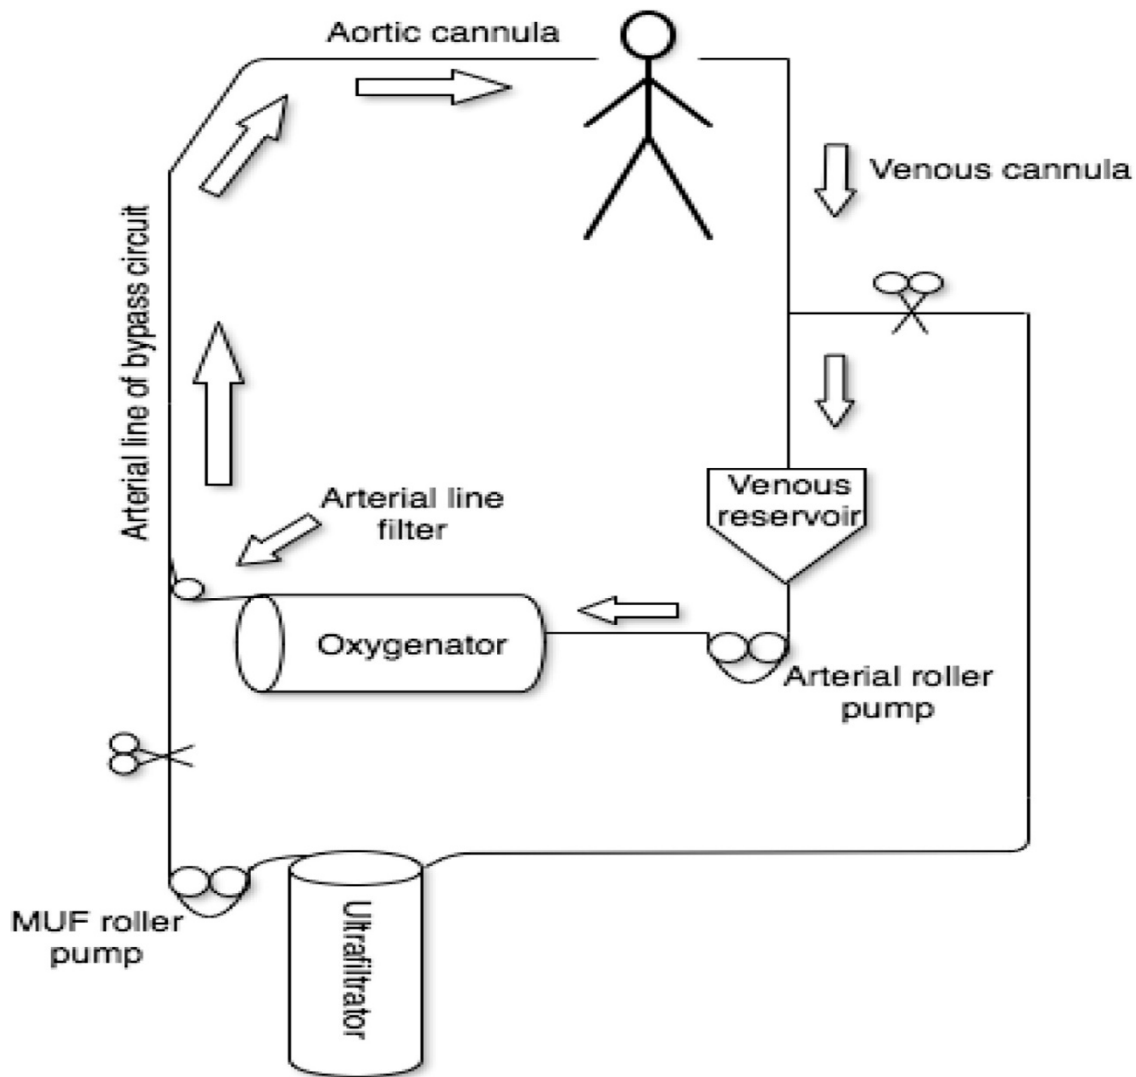 Aortic cannula
Venous cannula
Arterial line of bypass circuit
Arterial line
filter
Venous
reservoir
Oxygenator
Arterial roller
pump
MUF roller
pump
Ultrafiltrator